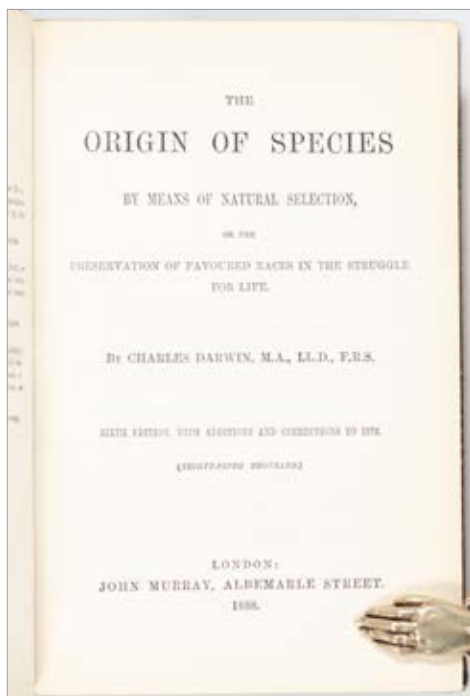 THE
ORIGIN OF SPECIES
BY MEANS OF NATURAL SELECTION,
OR THE
PRESERVATION OF FAVOURED RACES IN THE STRUGGLE
FOR LIFE.
BY CHARLES DARWIN, M.A., LL.D., F.R.S.
SIXTH EDITION, WITH ADDITIONS AND CORRECTIONS TO 1872.
(THIRTY-FIFTH THOUSAND.)
LONDON:
JOHN MURRAY, ALBEMARLE STREET.
1888.